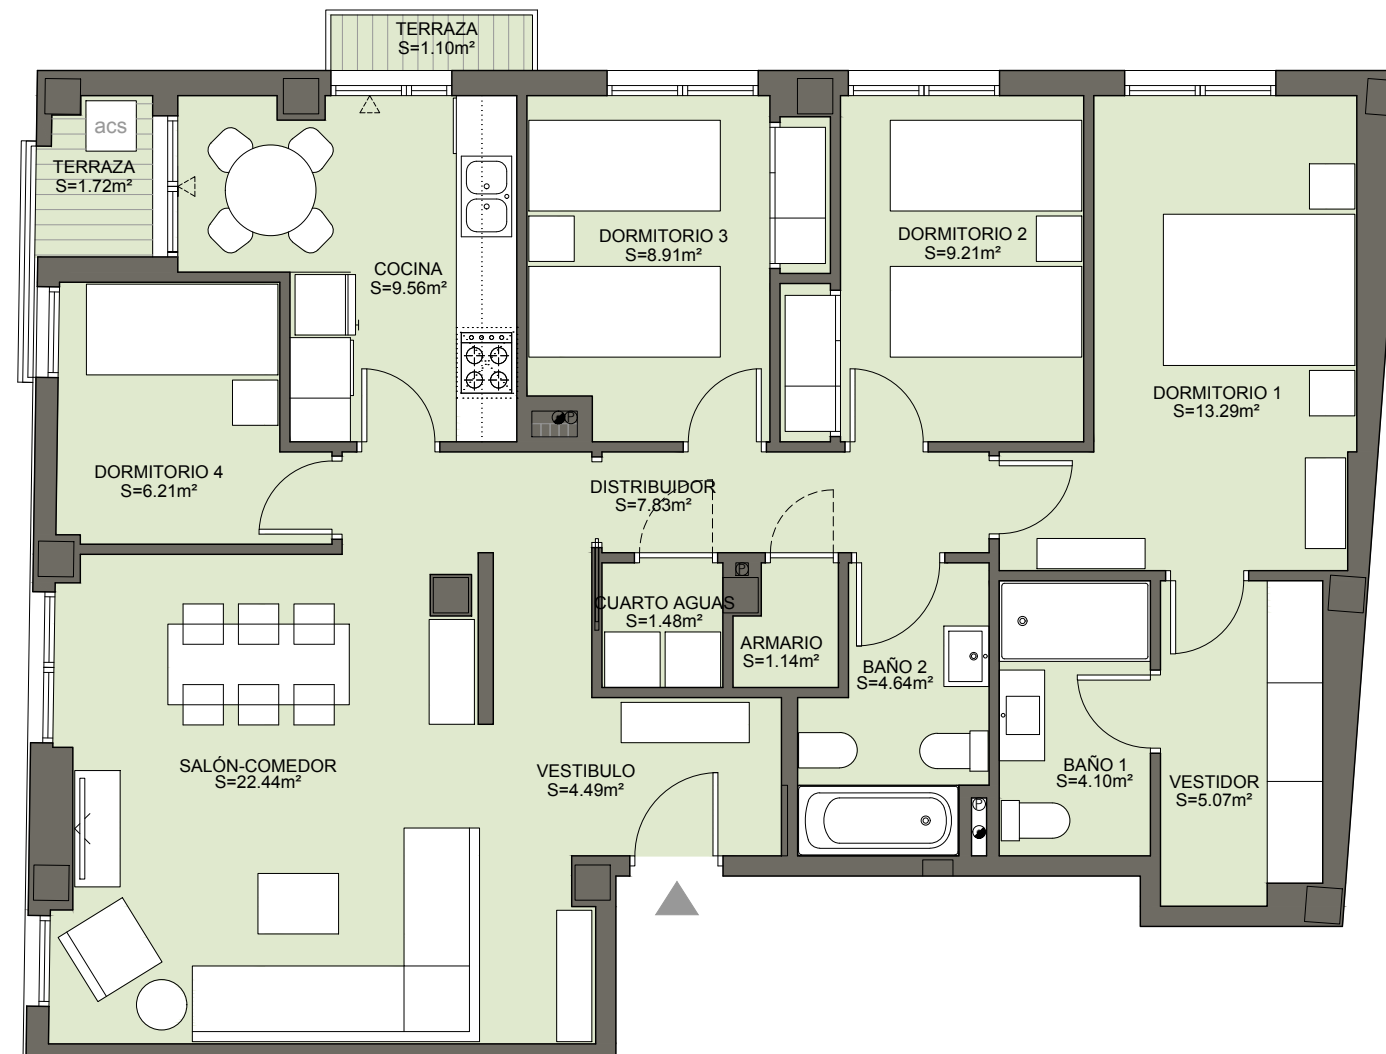 TERRAZA
S=1.10m²
acs
TERRAZA
S=1.72m²
COCINA
S=9.56m²
DORMITORIO 3
S=8.91m²
DORMITORIO 2
S=9.21m²
DORMITORIO 1
S=13.29m²
P
DORMITORIO 4
S=6.21m²
DISTRIBUIDOR
S=7.83m²
P
CUARTO AGUAS
S=1.48m²
ARMARIO
S=1.14m²
BAÑO 2
S=4.64m²
SALÓN-COMEDOR
S=22.44m²
VESTIBULO
S=4.49m²
BAÑO 1
S=4.10m²
VESTIDOR
S=5.07m²
P